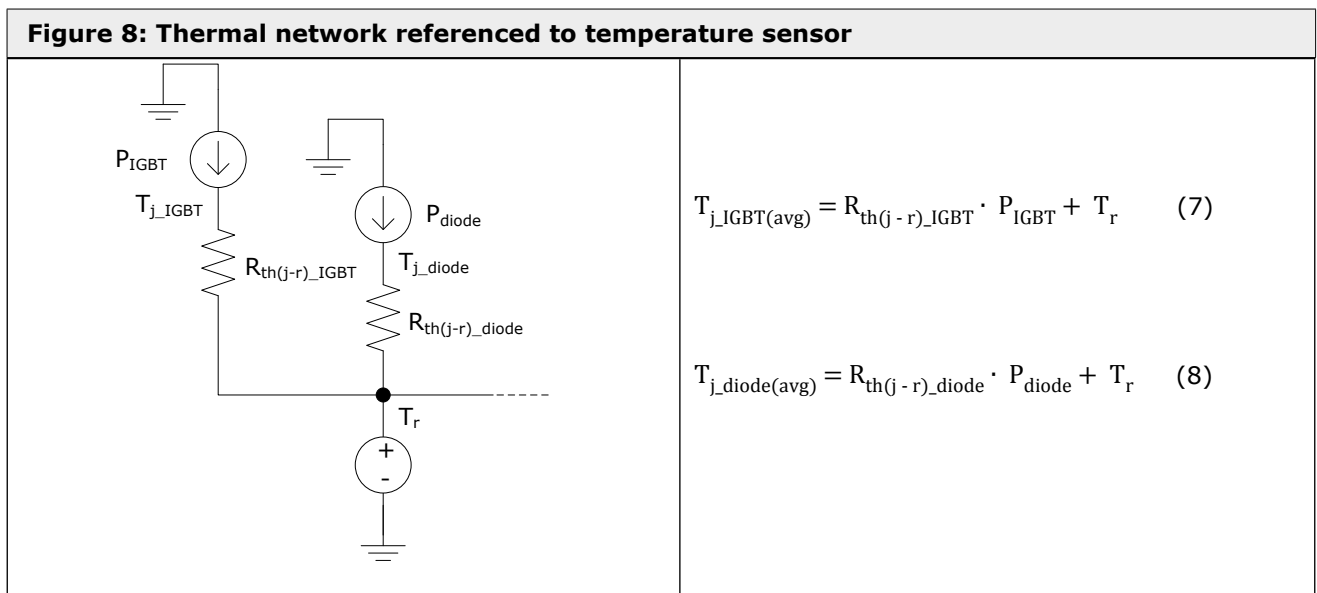 Figure 8: Thermal network referenced to temperature sensor
P_IGBT
T_j_IGBT
R_th(j-r)_IGBT
P_diode
T_j_diode
R_th(j-r)_diode
T_r
+
-
T_j_IGBT(avg) = R_th(j - r)_IGBT · P_IGBT + T_r (7)
T_j_diode(avg) = R_th(j - r)_diode · P_diode + T_r (8)